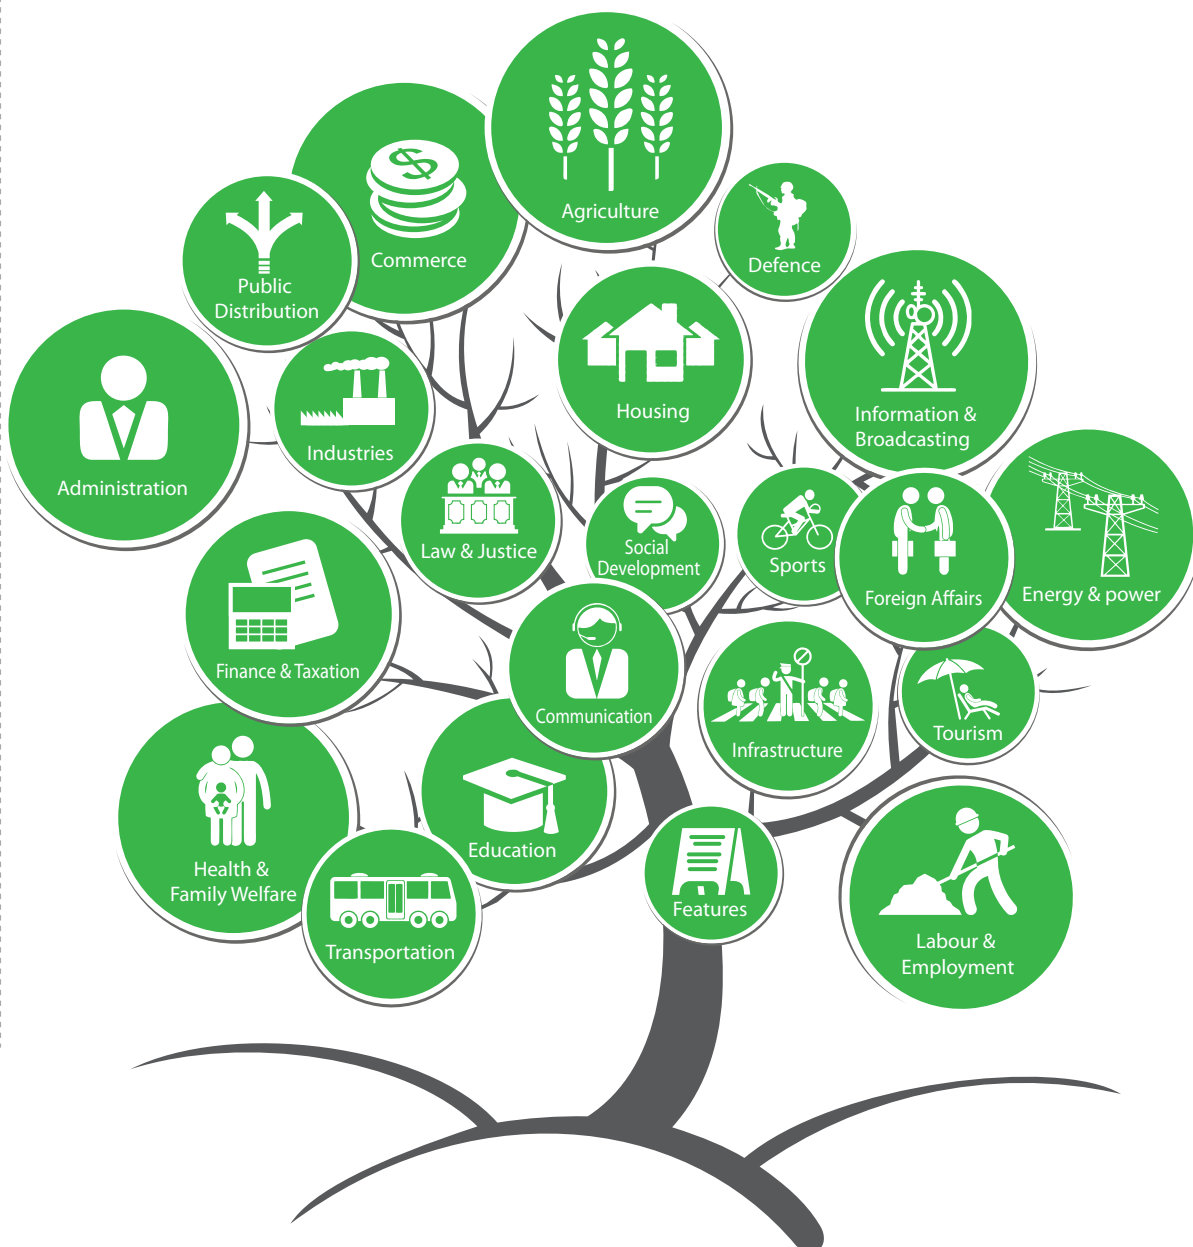 Agriculture
Commerce
Defence
Public
Distribution
Housing
Information &
Broadcasting
Industries
Administration
Law & Justice
Social
Development
Sports
Foreign Affairs
Energy & power
Finance & Taxation
Communication
Infrastructure
Tourism
Education
Health &
Family Welfare
Features
Transportation
Labour &
Employment
$